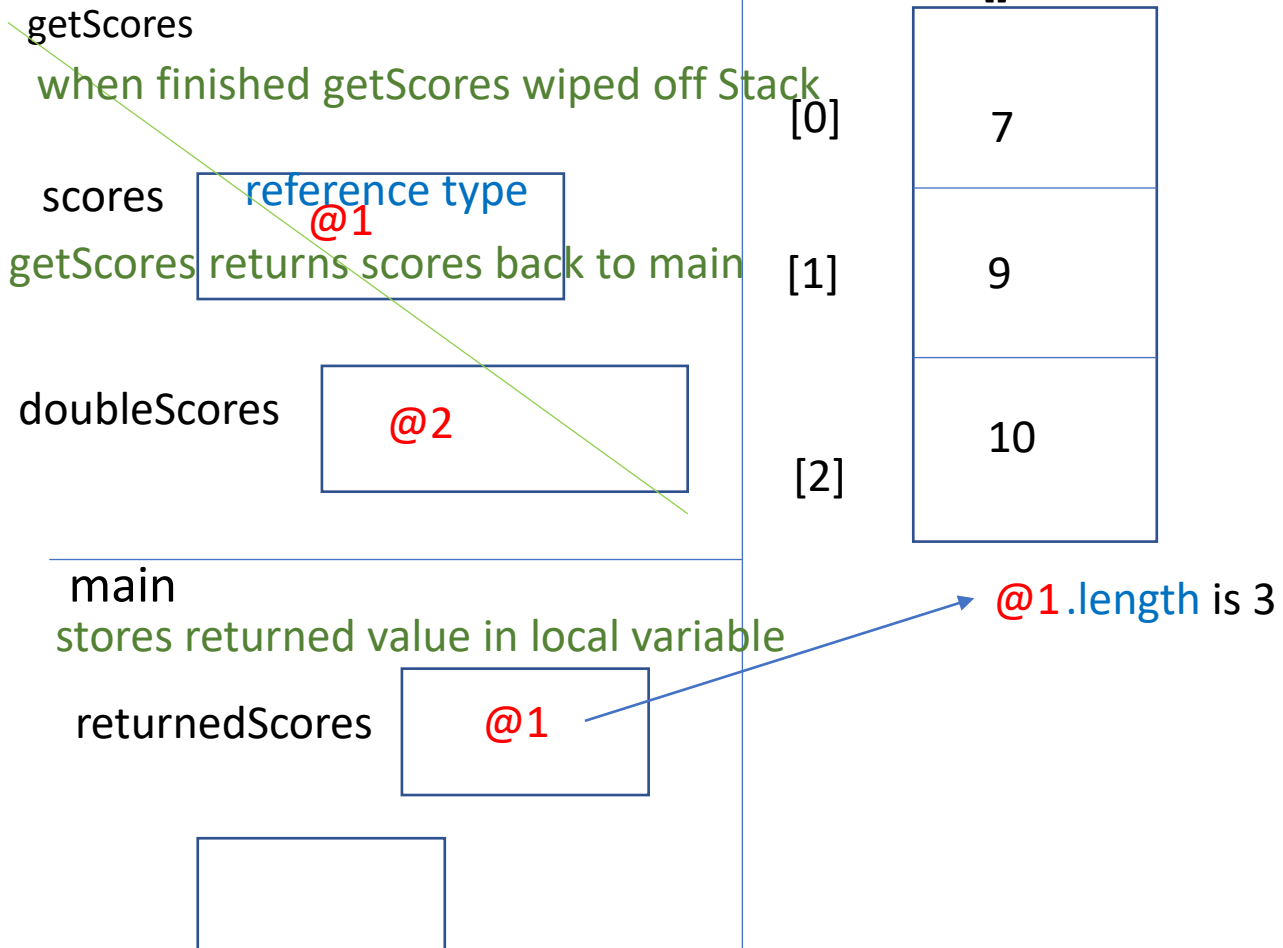 getScores
when finished getScores wiped off Stack
scores
reference type
@1
getScores returns scores back to main
doubleScores
@2
main
stores returned value in local variable
returnedScores
@1
[0]
7
[1]
9
[2]
10
@1.length is 3